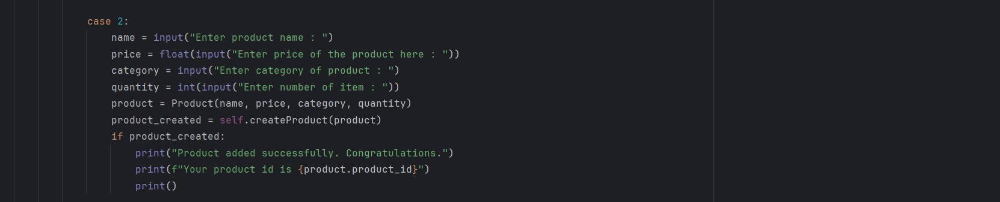 case 2:
name = input("Enter product name : ")
price = float(input("Enter price of the product here : "))
category = input("Enter category of product : ")
quantity = int(input("Enter number of item : "))
product = Product(name, price, category, quantity)
product_created = self.createProduct(product)
if product_created:
print("Product added successfully. Congratulations.")
print(f"Your product id is {product.product_id}")
print()